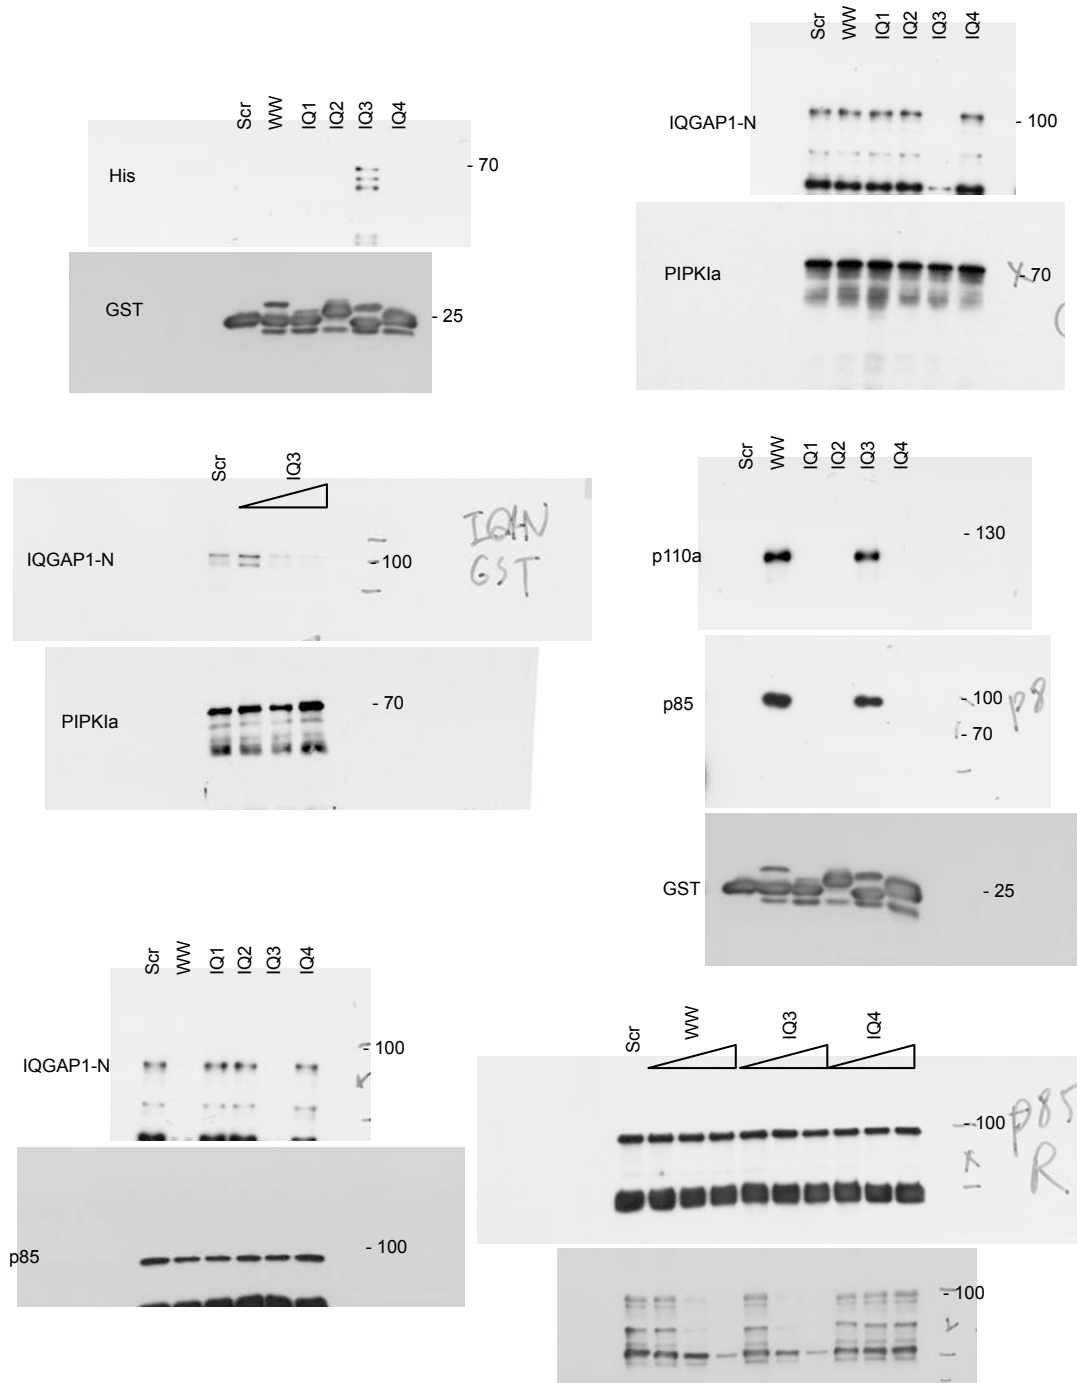 Scr WW IQ1 IQ2 IQ3 IQ4
His
- 70
GST
- 25
Scr WW IQ1 IQ2 IQ3 IQ4
IQGAP1-N
- 100
PIPKIa
- 70
Scr IQ3
IQGAP1-N
- 100
IQ1-N
GST
PIPKIa
- 70
Scr WW IQ1 IQ2 IQ3 IQ4
p110a
- 130
p85
- 100
p8
- 70
GST
- 25
Scr WW IQ1 IQ2 IQ3 IQ4
IQGAP1-N
- 100
p85
- 100
Scr WW IQ3 IQ4
- 100
p85
R
- 100